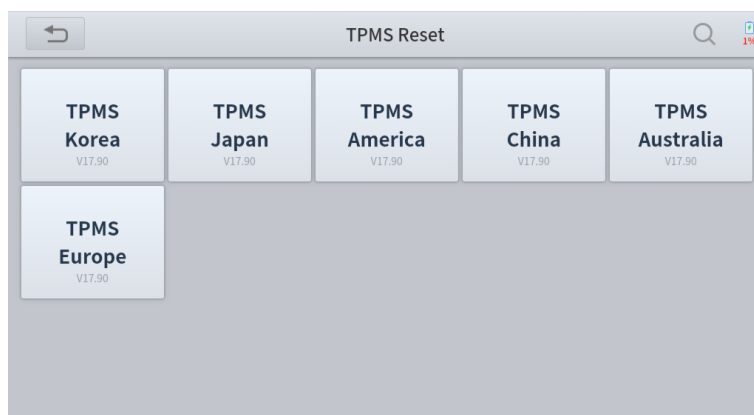 TPMS Reset
1%
TPMS
Korea
V17.90
TPMS
Japan
V17.90
TPMS
America
V17.90
TPMS
China
V17.90
TPMS
Australia
V17.90
TPMS
Europe
V17.90